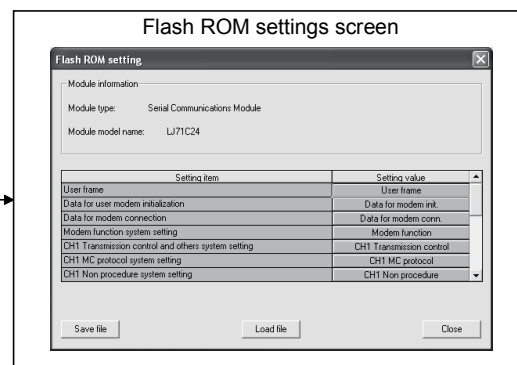 Flash ROM settings screen
Flash ROM setting
Module information
Module type: Serial Communications Module
Module model name: LJ71C24
Setting item Setting value
User frame User frame
Data for user modem initialization Data for modem init.
Data for modem connection Data for modem conn.
Modem function system setting Modem function
CH1 Transmission control and others system setting CH1 Transmission control
CH1 MC protocol system setting CH1 MC protocol
CH1 Non procedure system setting CH1 Non procedure
Save file Load file Close